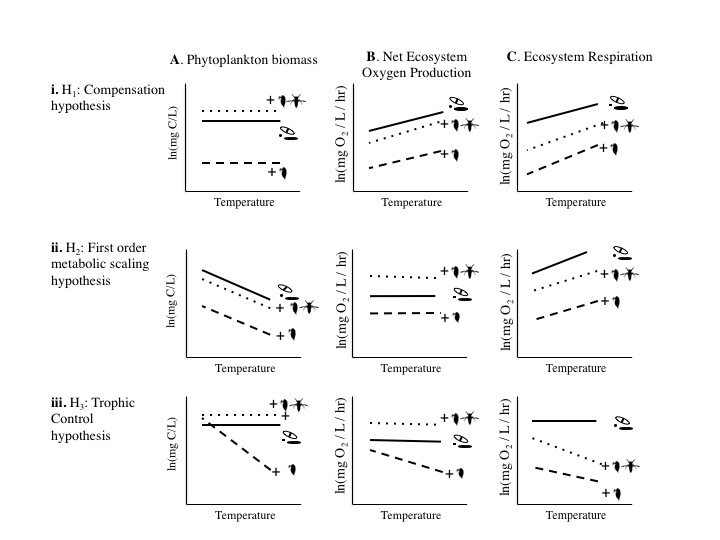 A. Phytoplankton biomass
B. Net Ecosystem
Oxygen Production
C. Ecosystem Respiration
i. H₁: Compensation
hypothesis
ln(mg C/L)
Temperature
+
+
ln(mg O₂ / L / hr)
Temperature
+
+
ln(mg O₂ / L / hr)
Temperature
+
+
ii. H₂: First order
metabolic scaling
hypothesis
ln(mg C/L)
Temperature
+
+
ln(mg O₂ / L / hr)
Temperature
+
+
ln(mg O₂ / L / hr)
Temperature
+
+
iii. H₃: Trophic
Control
hypothesis
ln(mg C/L)
Temperature
+
+
+
ln(mg O₂ / L / hr)
Temperature
+
+
ln(mg O₂ / L / hr)
Temperature
+
+